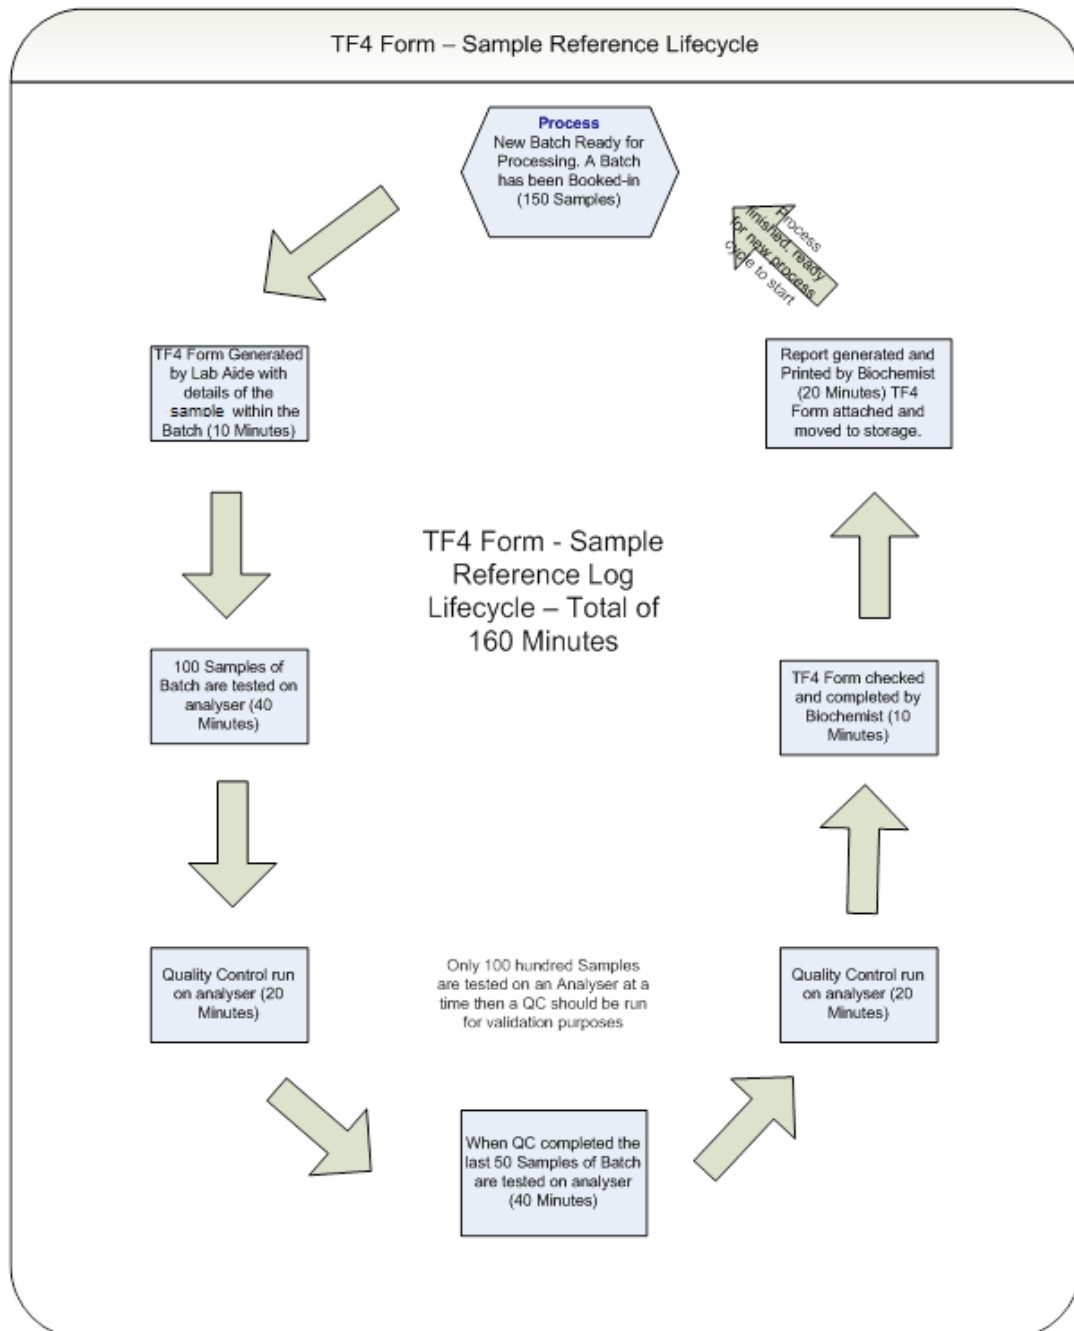 TF4 Form – Sample Reference Lifecycle
Process
New Batch Ready for
Processing. A Batch
has been Booked-in
(150 Samples)
Process
finished, ready
for new process
cycle to start
TF4 Form Generated
by Lab Aide with
details of the
sample within the
Batch (10 Minutes)
Report generated and
Printed by Biochemist
(20 Minutes) TF4
Form attached and
moved to storage.
TF4 Form - Sample
Reference Log
Lifecycle – Total of
160 Minutes
100 Samples of
Batch are tested on
analyser (40
Minutes)
TF4 Form checked
and completed by
Biochemist (10
Minutes)
Quality Control run
on analyser (20
Minutes)
Only 100 hundred Samples
are tested on an Analyser at a
time then a QC should be run
for validation purposes
Quality Control run
on analyser (20
Minutes)
When QC completed the
last 50 Samples of Batch
are tested on analyser
(40 Minutes)